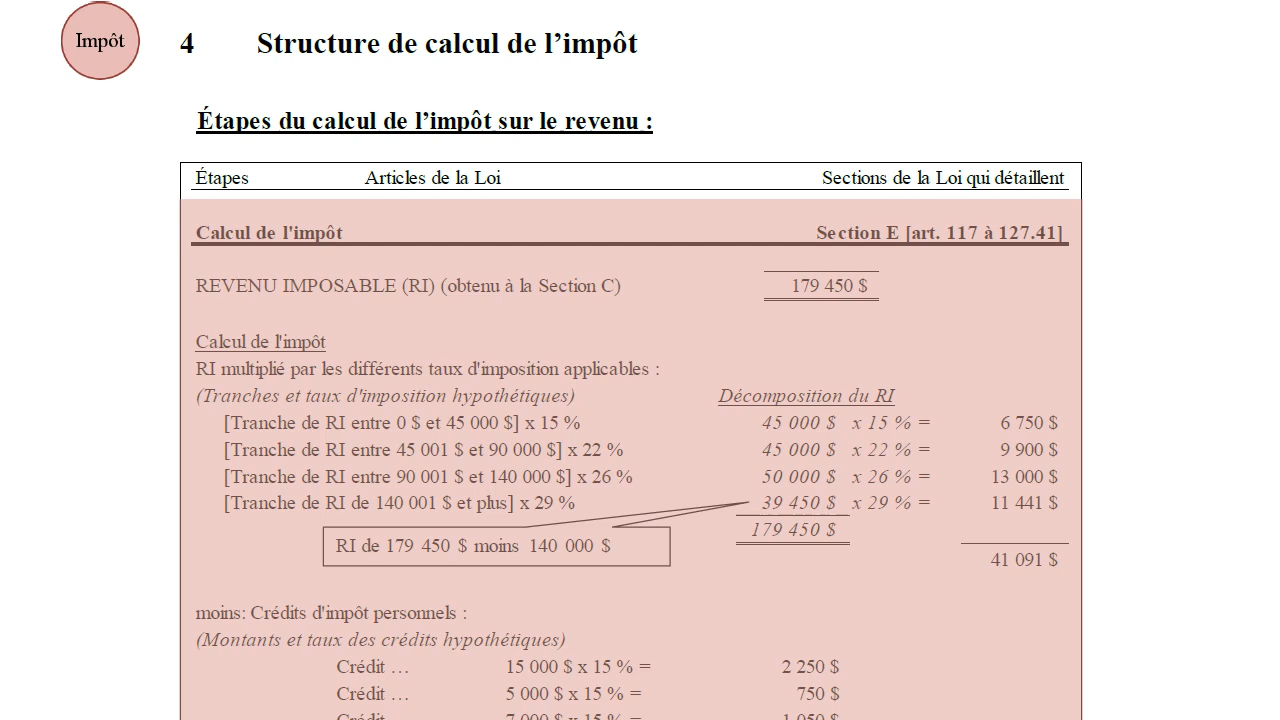 Impôt
4 Structure de calcul de l’impôt
Étapes du calcul de l’impôt sur le revenu :
Étapes Articles de la Loi Sections de la Loi qui détaillent
Calcul de l'impôt Section E [art. 117 à 127.41]
REVENU IMPOSABLE (RI) (obtenu à la Section C) 179 450 $
Calcul de l'impôt
RI multiplié par les différents taux d'imposition applicables :
(Tranches et taux d'imposition hypothétiques) Décomposition du RI
[Tranche de RI entre 0 $ et 45 000 $] x 15 % 45 000 $ x 15 % = 6 750 $
[Tranche de RI entre 45 001 $ et 90 000 $] x 22 % 45 000 $ x 22 % = 9 900 $
[Tranche de RI entre 90 001 $ et 140 000 $] x 26 % 50 000 $ x 26 % = 13 000 $
[Tranche de RI de 140 001 $ et plus] x 29 % 39 450 $ x 29 % = 11 441 $
179 450 $
RI de 179 450 $ moins 140 000 $
41 091 $
moins: Crédits d'impôt personnels :
(Montants et taux des crédits hypothétiques)
Crédit … 15 000 $ x 15 % = 2 250 $
Crédit … 5 000 $ x 15 % = 750 $
Crédit 7 000 $ x 15 % = 1 050 $